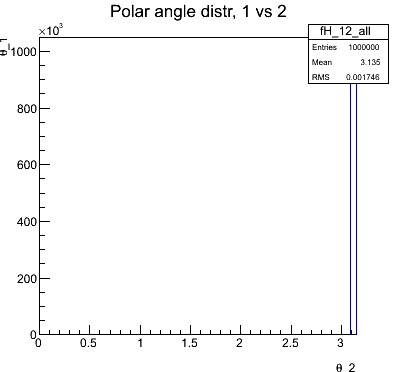 Polar angle distr, 1 vs 2
×10³
fH_12_all
Entries 1000000
Mean 3.135
RMS 0.001746
1000
800
600
400
200
0
0 0.5 1 1.5 2 2.5 3
θ 2